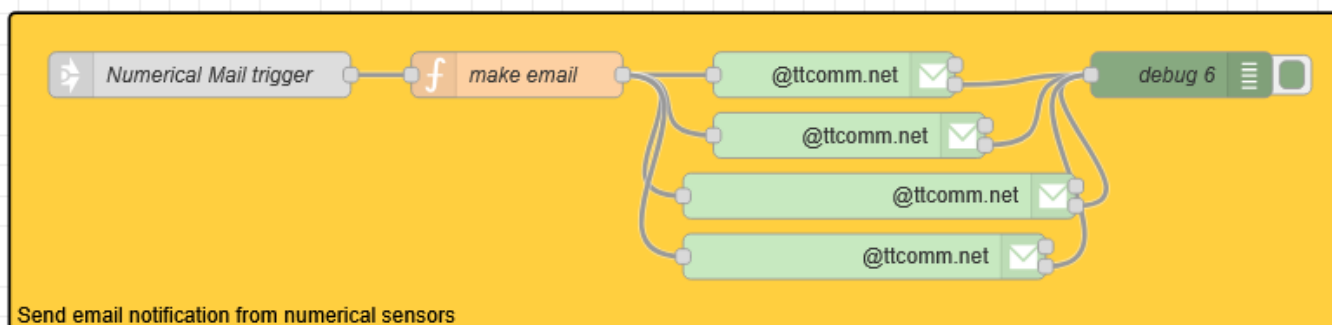 Numerical Mail trigger
make email
@ttcomm.net
debug 6
@ttcomm.net
@ttcomm.net
@ttcomm.net
Send email notification from numerical sensors